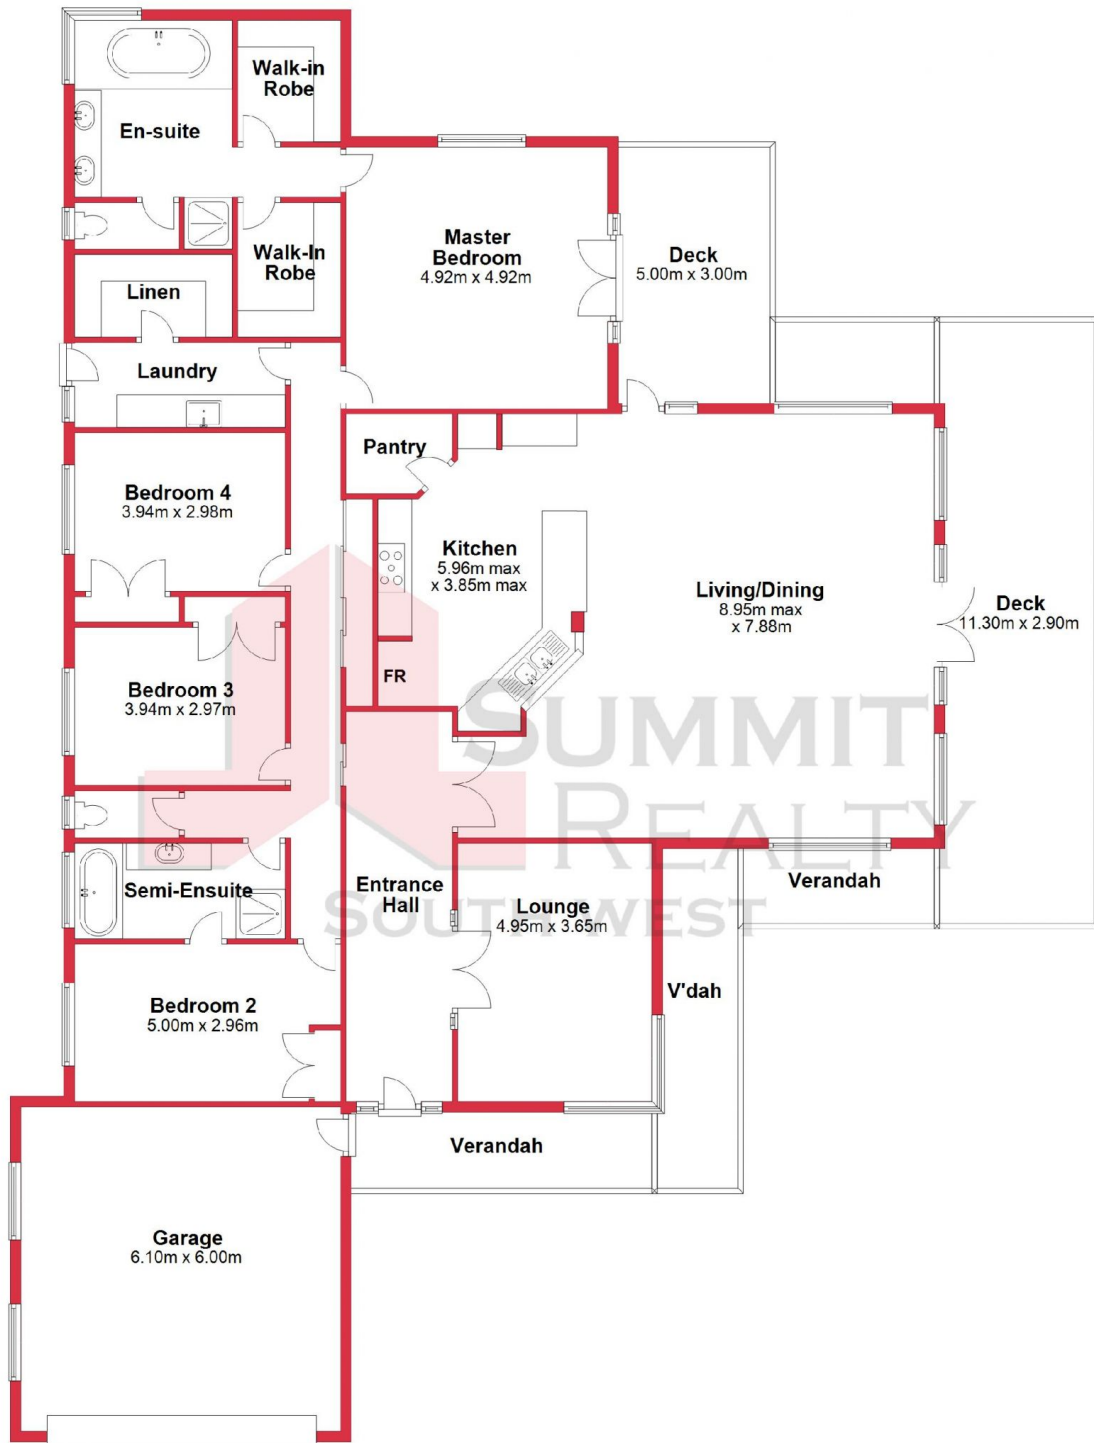 Walk-in
Robe
En-suite
Walk-In
Robe
Master
Bedroom
4.92m x 4.92m
Deck
5.00m x 3.00m
Linen
Laundry
Pantry
Bedroom 4
3.94m x 2.98m
Kitchen
5.96m max
x 3.85m max
Living/Dining
8.95m max
x 7.88m
Deck
11.30m x 2.90m
FR
Bedroom 3
3.94m x 2.97m
SUMMIT
REALTY
SOUTH WEST
Semi-Ensuite
Entrance
Hall
Lounge
4.95m x 3.65m
Verandah
V'dah
Bedroom 2
5.00m x 2.96m
Verandah
Garage
6.10m x 6.00m